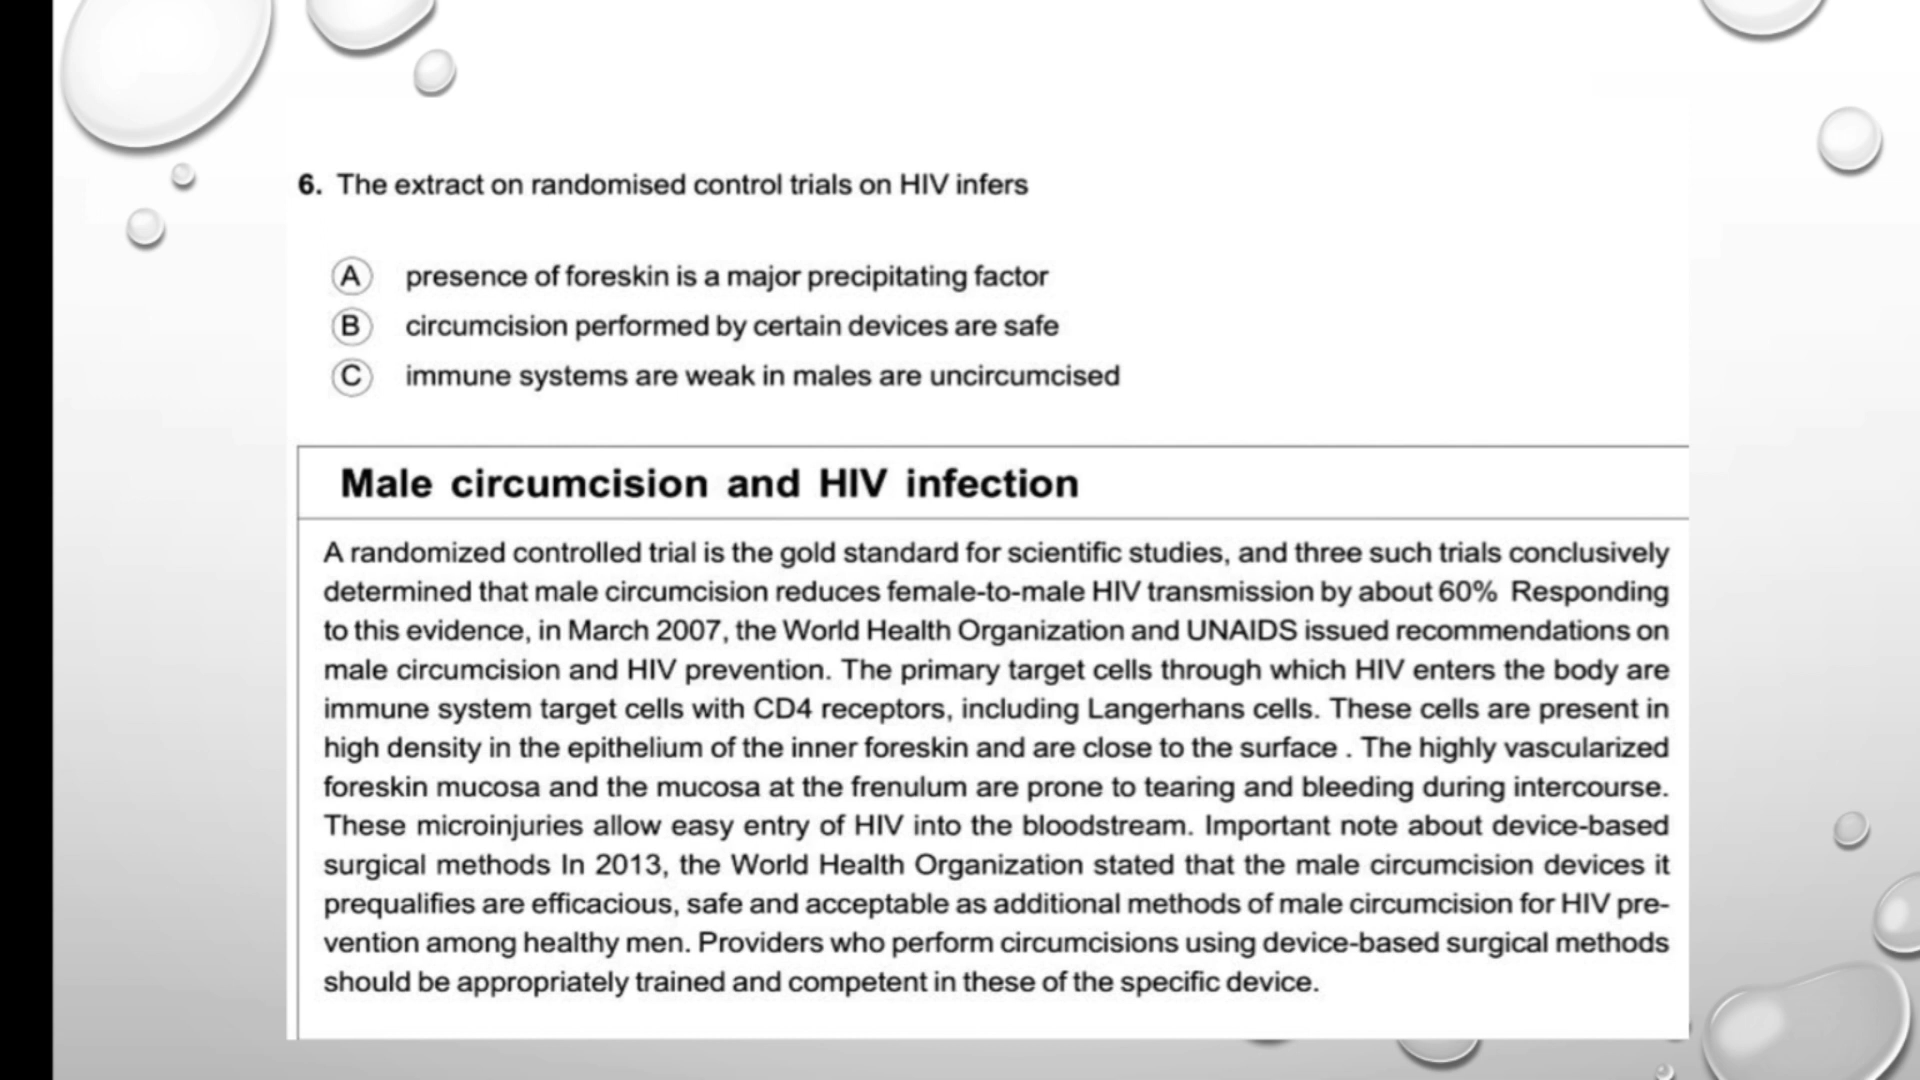 6. The extract on randomised control trials on HIV infers
A presence of foreskin is a major precipitating factor
B circumcision performed by certain devices are safe
C immune systems are weak in males are uncircumcised
Male circumcision and HIV infection
A randomized controlled trial is the gold standard for scientific studies, and three such trials conclusively
determined that male circumcision reduces female-to-male HIV transmission by about 60% Responding
to this evidence, in March 2007, the World Health Organization and UNAIDS issued recommendations on
male circumcision and HIV prevention. The primary target cells through which HIV enters the body are
immune system target cells with CD4 receptors, including Langerhans cells. These cells are present in
high density in the epithelium of the inner foreskin and are close to the surface . The highly vascularized
foreskin mucosa and the mucosa at the frenulum are prone to tearing and bleeding during intercourse.
These microinjuries allow easy entry of HIV into the bloodstream. Important note about device-based
surgical methods In 2013, the World Health Organization stated that the male circumcision devices it
prequalifies are efficacious, safe and acceptable as additional methods of male circumcision for HIV pre-
vention among healthy men. Providers who perform circumcisions using device-based surgical methods
should be appropriately trained and competent in these of the specific device.